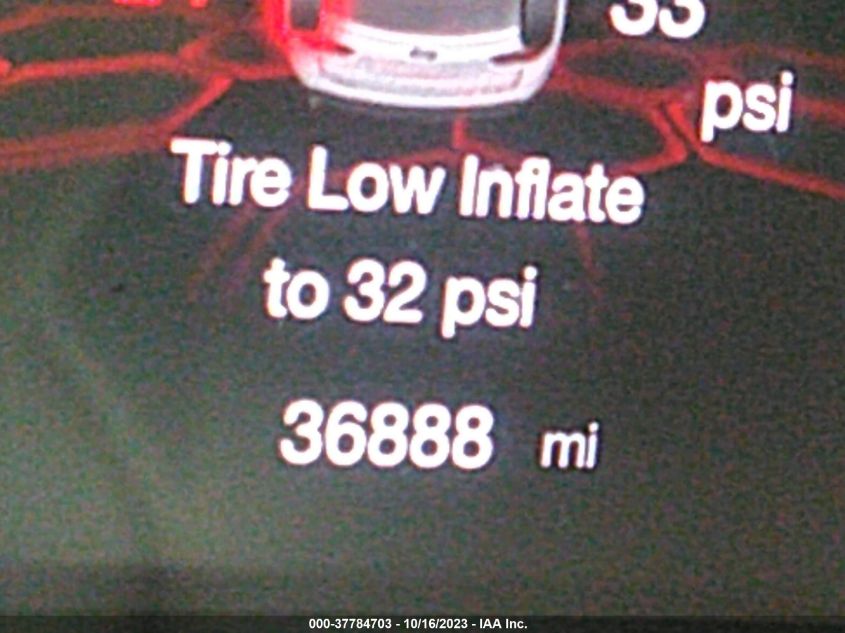 33
psi
Tire Low Inflate
to 32 psi
36888 mi
000-37784703 - 10/16/2023 - IAA Inc.